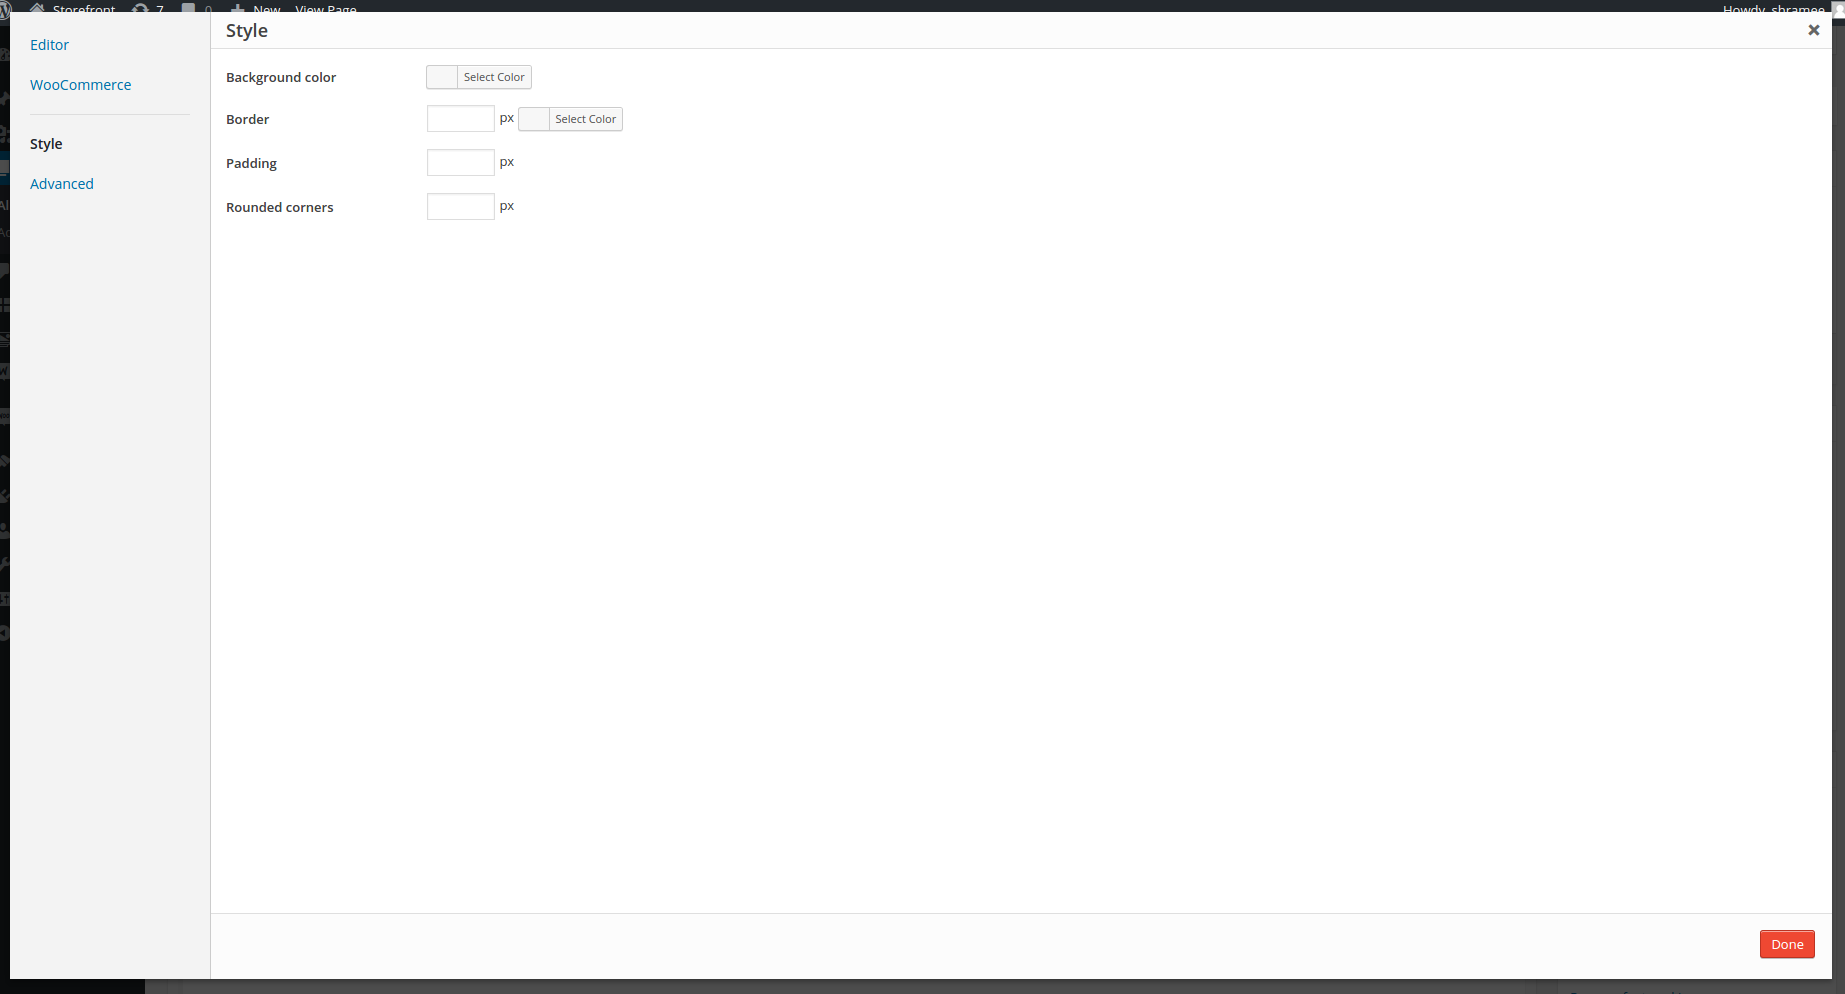 Storefront 7 0 New View Page Howdy, shramee
Editor
WooCommerce
Style
Advanced
Style
Background color Select Color
Border px Select Color
Padding px
Rounded corners px
Done